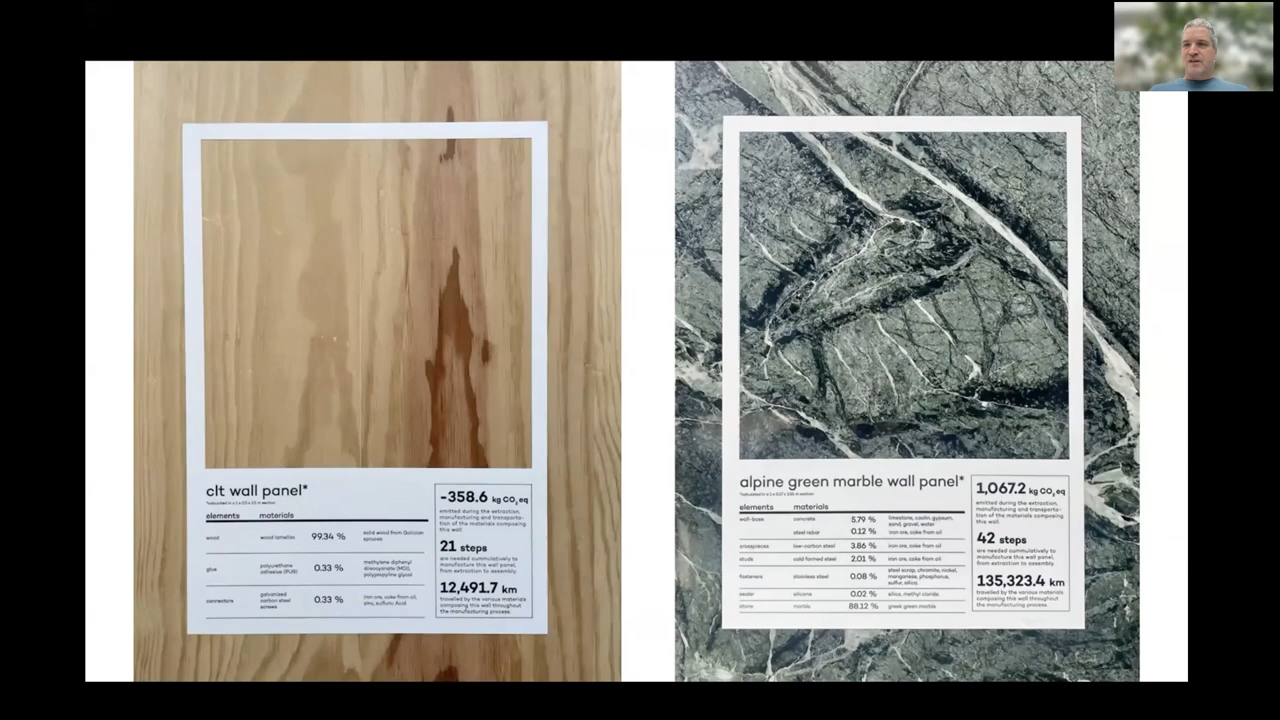 clt wall panel*
elements materials
wood wood lamellas 99.34 % solid wood from Galician
spruces
glue polyurethane 0.33 % methylene diphenyl
adhesive (PUR) diisocyanate (MDI),
polypropylene glycol
connectors galvanized 0.33 % iron ore, coke from oil,
carbon steel zinc, sulfuric Acid
screws
-358.6 kg CO2eq
emitted during the extraction,
manufacturing and transporta-
tion of the materials composing
this wall.
21 steps
are needed cummulatively to
manufacture this wall panel,
from extraction to assembly.
12,491.7 km
travelled by the various materials
composing this wall throughout
the manufacturing process.
alpine green marble wall panel*
elements materials
wall-base concrete 5.79 % limestone, caolin, gypsum,
sand, gravel, water
steel rebar 0.12 % iron ore, coke from oil
crosspieces low-carbon steel 3.86 % iron ore, coke from oil
studs cold formed steel 2.01 % iron ore, coke from oil
fasteners stainless steel 0.08 % steel scrap, chromite, nickel,
manganese, phosphorus,
sulfur, silica
sealer silicone 0.02 % silica, methyl cloride.
stone marble 88.12 % greek green marble
1,067.2 kg CO2eq
emitted during the extraction,
manufacturing and transporta-
tion of the materials composing
this wall.
42 steps
are needed cummulatively to
manufacture this wall panel,
from extraction to assembly.
135,323.4 km
travelled by the various materials
composing this wall throughout
the manufacturing process.